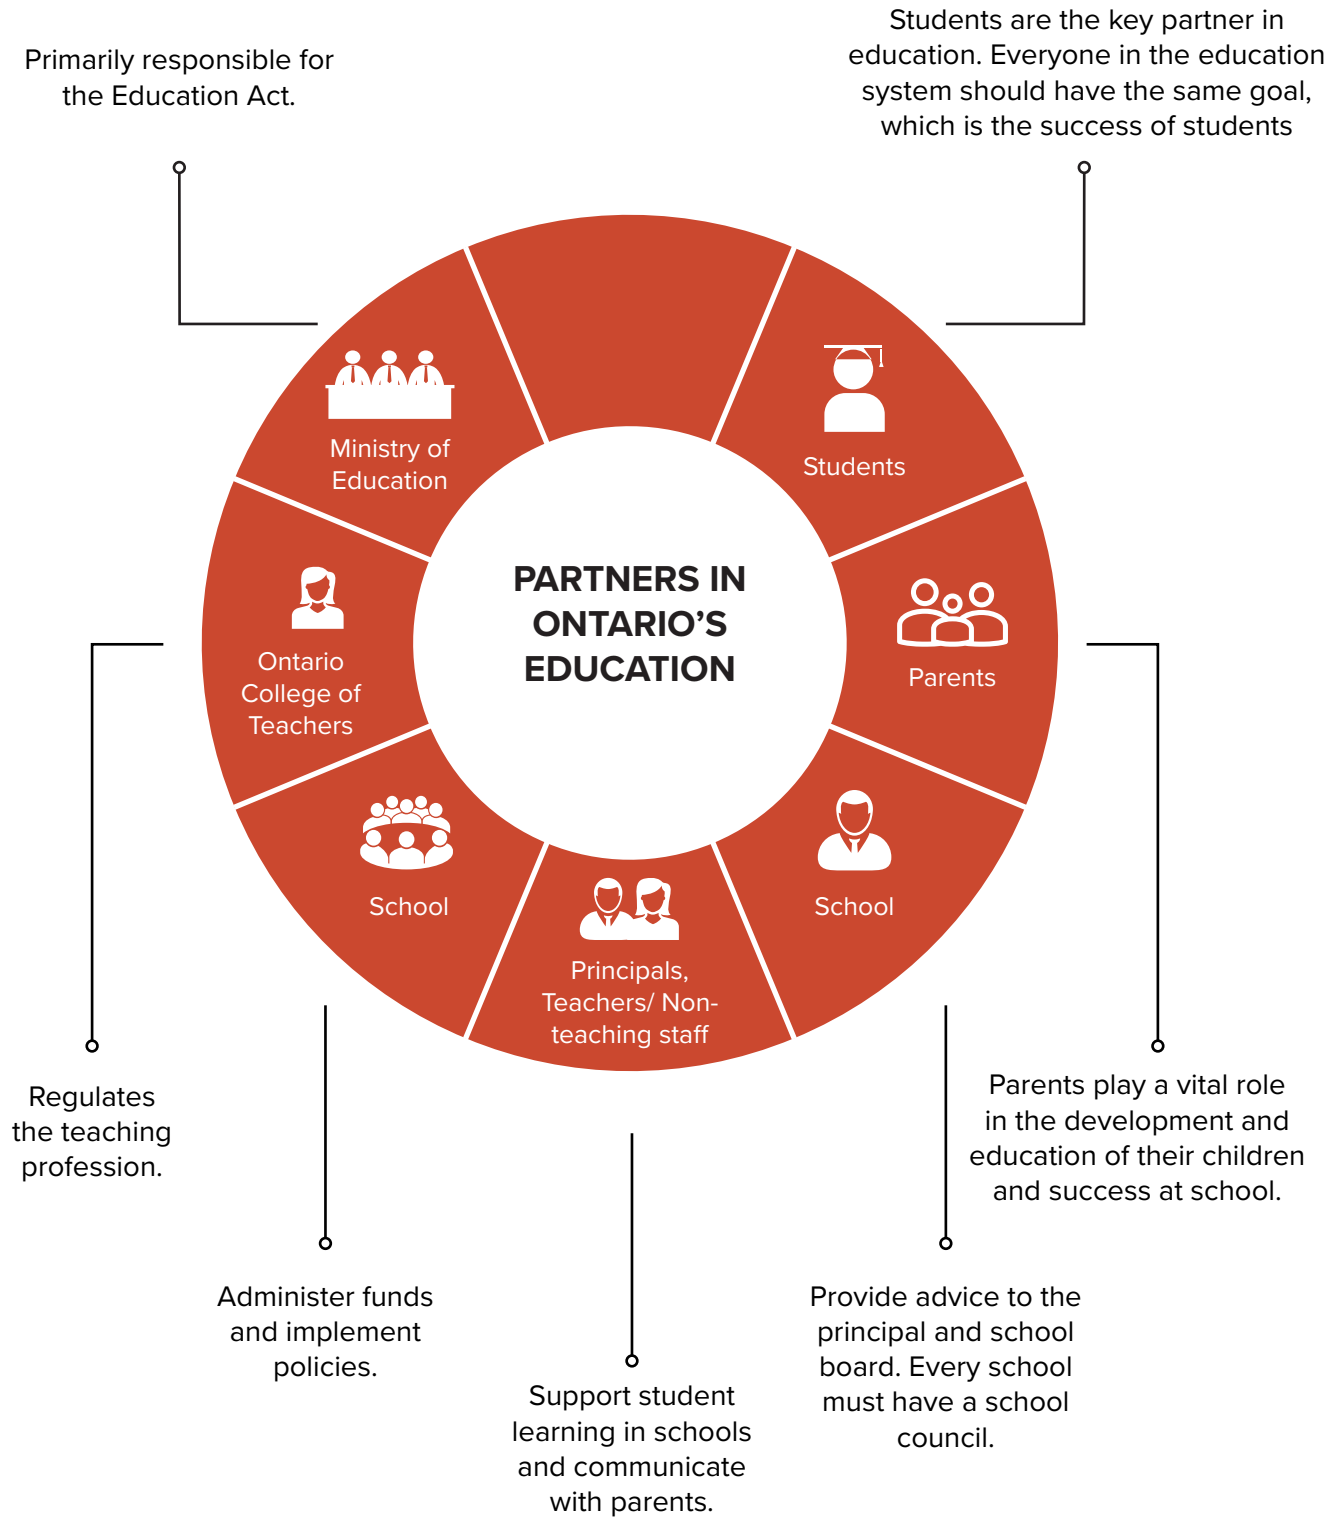 Primarily responsible for
the Education Act.
Students are the key partner in
education. Everyone in the education
system should have the same goal,
which is the success of students
Ministry of
Education
Students
PARTNERS IN
ONTARIO’S
EDUCATION
Ontario
College of
Teachers
Parents
School
School
Principals,
Teachers/ Non-
teaching staff
Regulates
the teaching
profession.
Parents play a vital role
in the development and
education of their children
and success at school.
Administer funds
and implement
policies.
Provide advice to the
principal and school
board. Every school
must have a school
council.
Support student
learning in schools
and communicate
with parents.